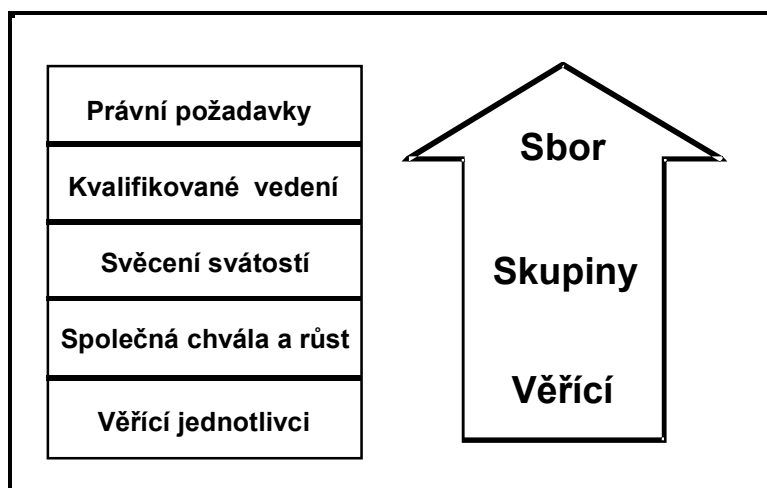 Právní požadavky
Kvalifikované vedení
Svěcení svátostí
Společná chvála a růst
Věřící jednotlivci
Sbor
Skupiny
Věřící